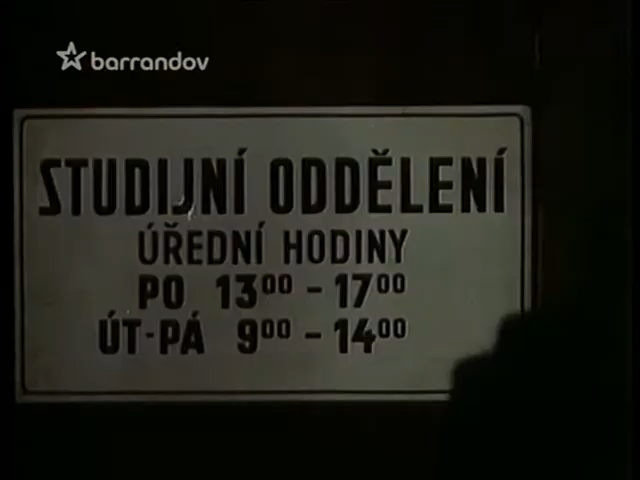 barrandov
STUDIJNÍ ODDĚLENÍ
ÚŘEDNÍ HODINY
PO 13⁰⁰ - 17⁰⁰
ÚT-PÁ 9⁰⁰ - 14⁰⁰